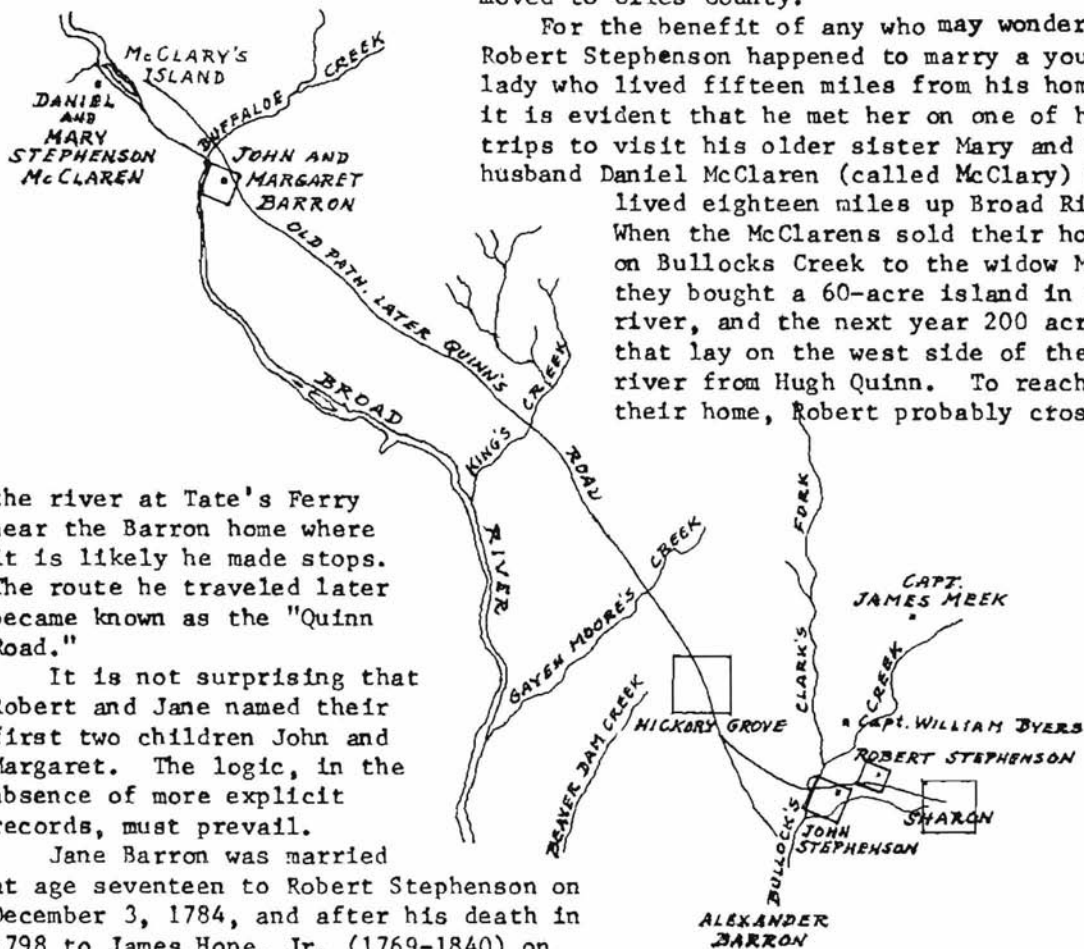 moved to Giles County.
For the benefit of any who may wonder
Robert Stephenson happened to marry a you
lady who lived fifteen miles from his hom
it is evident that he met her on one of h
trips to visit his older sister Mary and
husband Daniel McClaren (called McClary)
lived eighteen miles up Broad Ri
When the McClarens sold their ho
on Bullocks Creek to the widow M
they bought a 60-acre island in
river, and the next year 200 acr
that lay on the west side of the
river from Hugh Quinn. To reach
their home, Robert probably cros
the river at Tate's Ferry
near the Barron home where
it is likely he made stops.
The route he traveled later
became known as the "Quinn
Road."
It is not surprising that
Robert and Jane named their
first two children John and
Margaret. The logic, in the
absence of more explicit
records, must prevail.
Jane Barron was married
at age seventeen to Robert Stephenson on
December 3, 1784, and after his death in
1798 to James Hope, Jr. (1769-1840) on
McCLARY'S
ISLAND
DANIEL
AND
MARY
STEPHENSON
McCLAREN
BUFFALOE CREEK
JOHN AND
MARGARET
BARRON
OLD PATH, LATER QUINN'S ROAD
BROAD RIVER
KING'S CREEK
GAYEN MOORE'S CREEK
BEAVER DAM CREEK
HICKORY GROVE
CLARK'S FORK
CAPT.
JAMES MEEK
BULLOCK'S CREEK
Capt. WILLIAM BYERS
ROBERT STEPHENSON
SHARON
JOHN
STEPHENSON
ALEXANDER
BARRON